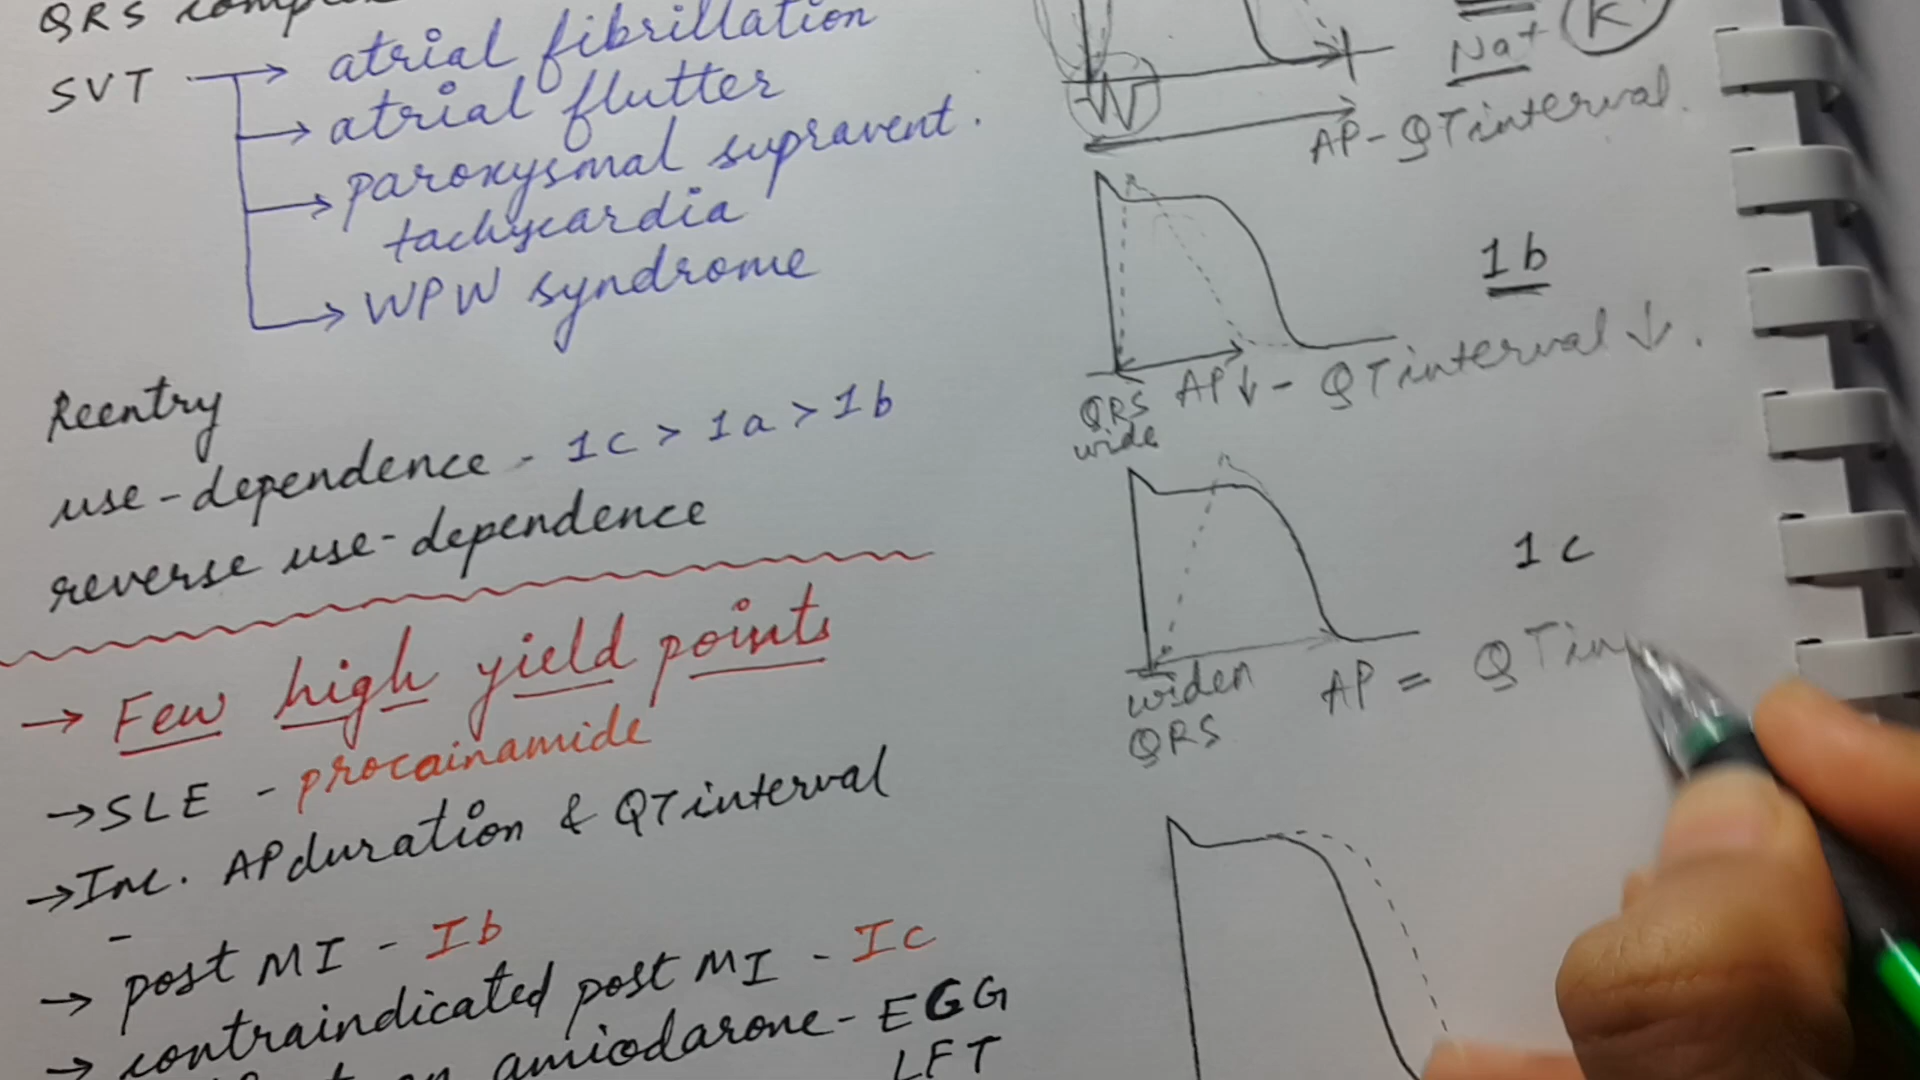 QRS
SVT → atrial fibrillation
→ atrial flutter
→ paroxysmal supravent.
tachycardia
→ WPW syndrome
Reentry
use-dependence - 1c > 1a > 1b
reverse use-dependence
→ Few high yield points
→ SLE - procainamide
→ Inc. AP duration & QT interval
-
→ post MI - Ib
→ contraindicated post MI - Ic
amiodarone - EGG
LFT
Na+ K
AP - QT interval.
1b
AP↓ - QT interval ↓.
QRS
wide
1c
AP = QT in
widen
QRS